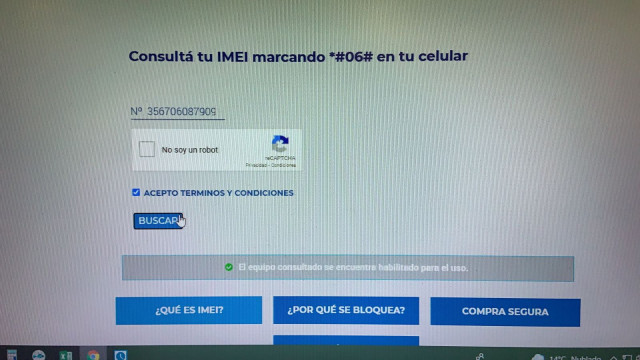 Consultá tu IMEI marcando *#06# en tu celular
Nº 356706087909
No soy un robot
reCAPTCHA
Privacidad - Condiciones
ACEPTO TERMINOS Y CONDICIONES
BUSCAR
El equipo consultado se encuentra habilitado para el uso.
¿QUÉ ES IMEI?
¿POR QUÉ SE BLOQUEA?
COMPRA SEGURA
14°C Nublado